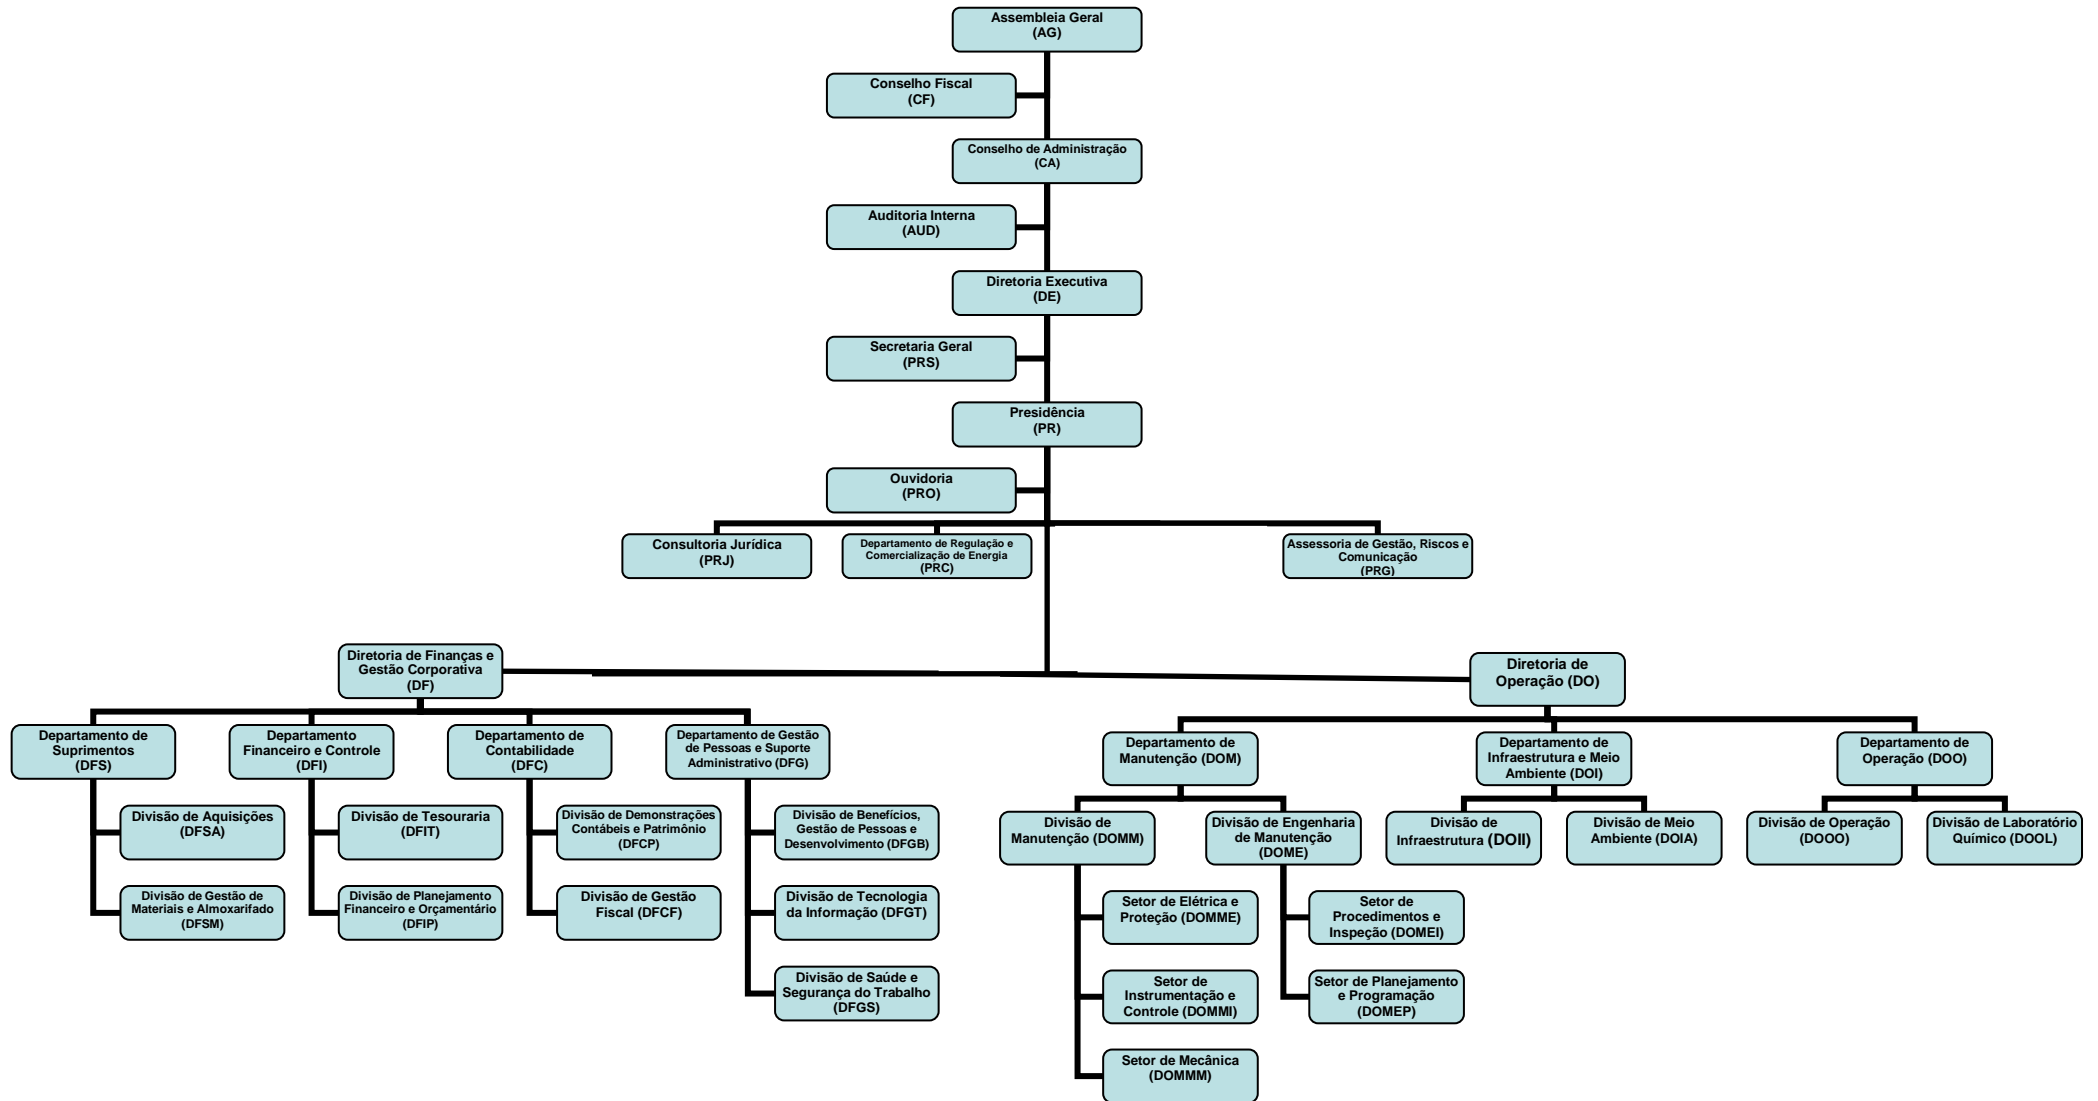 Assembleia Geral
(AG)
Conselho Fiscal
(CF)
Conselho de Administração
(CA)
Auditoria Interna
(AUD)
Diretoria Executiva
(DE)
Secretaria Geral
(PRS)
Presidência
(PR)
Ouvidoria
(PRO)
Consultoria Jurídica
(PRJ)
Departamento de Regulação e
Comercialização de Energia
(PRC)
Assessoria de Gestão, Riscos e
Comunicação
(PRG)
Diretoria de Finanças e
Gestão Corporativa
(DF)
Diretoria de
Operação (DO)
Departamento de
Suprimentos
(DFS)
Departamento
Financeiro e Controle
(DFI)
Departamento de
Contabilidade
(DFC)
Departamento de Gestão
de Pessoas e Suporte
Administrativo (DFG)
Departamento de
Manutenção (DOM)
Departamento de
Infraestrutura e Meio
Ambiente (DOI)
Departamento de
Operação (DOO)
Divisão de Aquisições
(DFSA)
Divisão de Tesouraria
(DFIT)
Divisão de Demonstrações
Contábeis e Patrimônio
(DFCP)
Divisão de Benefícios,
Gestão de Pessoas e
Desenvolvimento (DFGB)
Divisão de
Manutenção (DOMM)
Divisão de Engenharia
de Manutenção
(DOME)
Divisão de
Infraestrutura (DOII)
Divisão de Meio
Ambiente (DOIA)
Divisão de Operação
(DOOO)
Divisão de Laboratório
Químico (DOOL)
Divisão de Gestão de
Materiais e Almoxarifado
(DFSM)
Divisão de Planejamento
Financeiro e Orçamentário
(DFIP)
Divisão de Gestão
Fiscal (DFCF)
Divisão de Tecnologia
da Informação (DFGT)
Setor de Elétrica e
Proteção (DOMME)
Setor de
Procedimentos e
Inspeção (DOMEI)
Divisão de Saúde e
Segurança do Trabalho
(DFGS)
Setor de
Instrumentação e
Controle (DOMMI)
Setor de Planejamento
e Programação
(DOMEP)
Setor de Mecânica
(DOMMM)